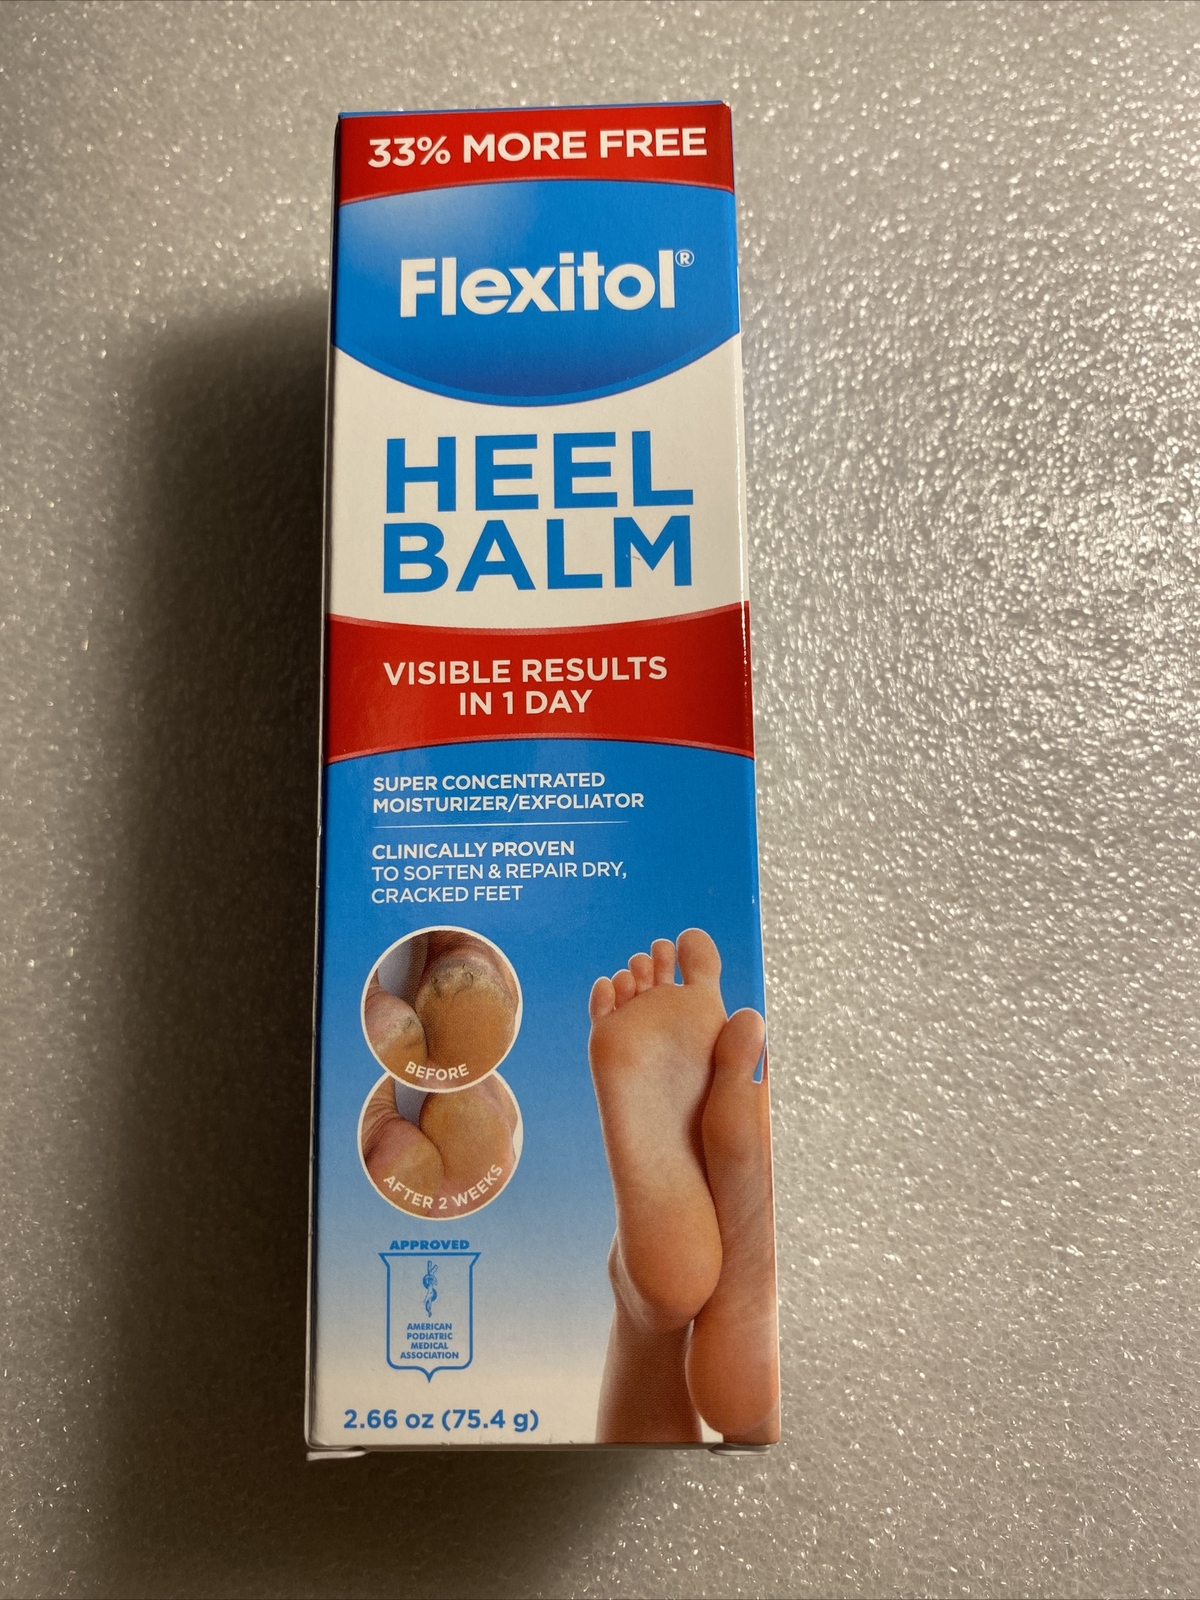 33% MORE FREE
Flexitol®
HEEL
BALM
VISIBLE RESULTS
IN 1 DAY
SUPER CONCENTRATED
MOISTURIZER/EXFOLIATOR
CLINICALLY PROVEN
TO SOFTEN & REPAIR DRY,
CRACKED FEET
BEFORE
AFTER 2 WEEKS
APPROVED
AMERICAN
PODIATRIC
MEDICAL
ASSOCIATION
2.66 oz (75.4 g)